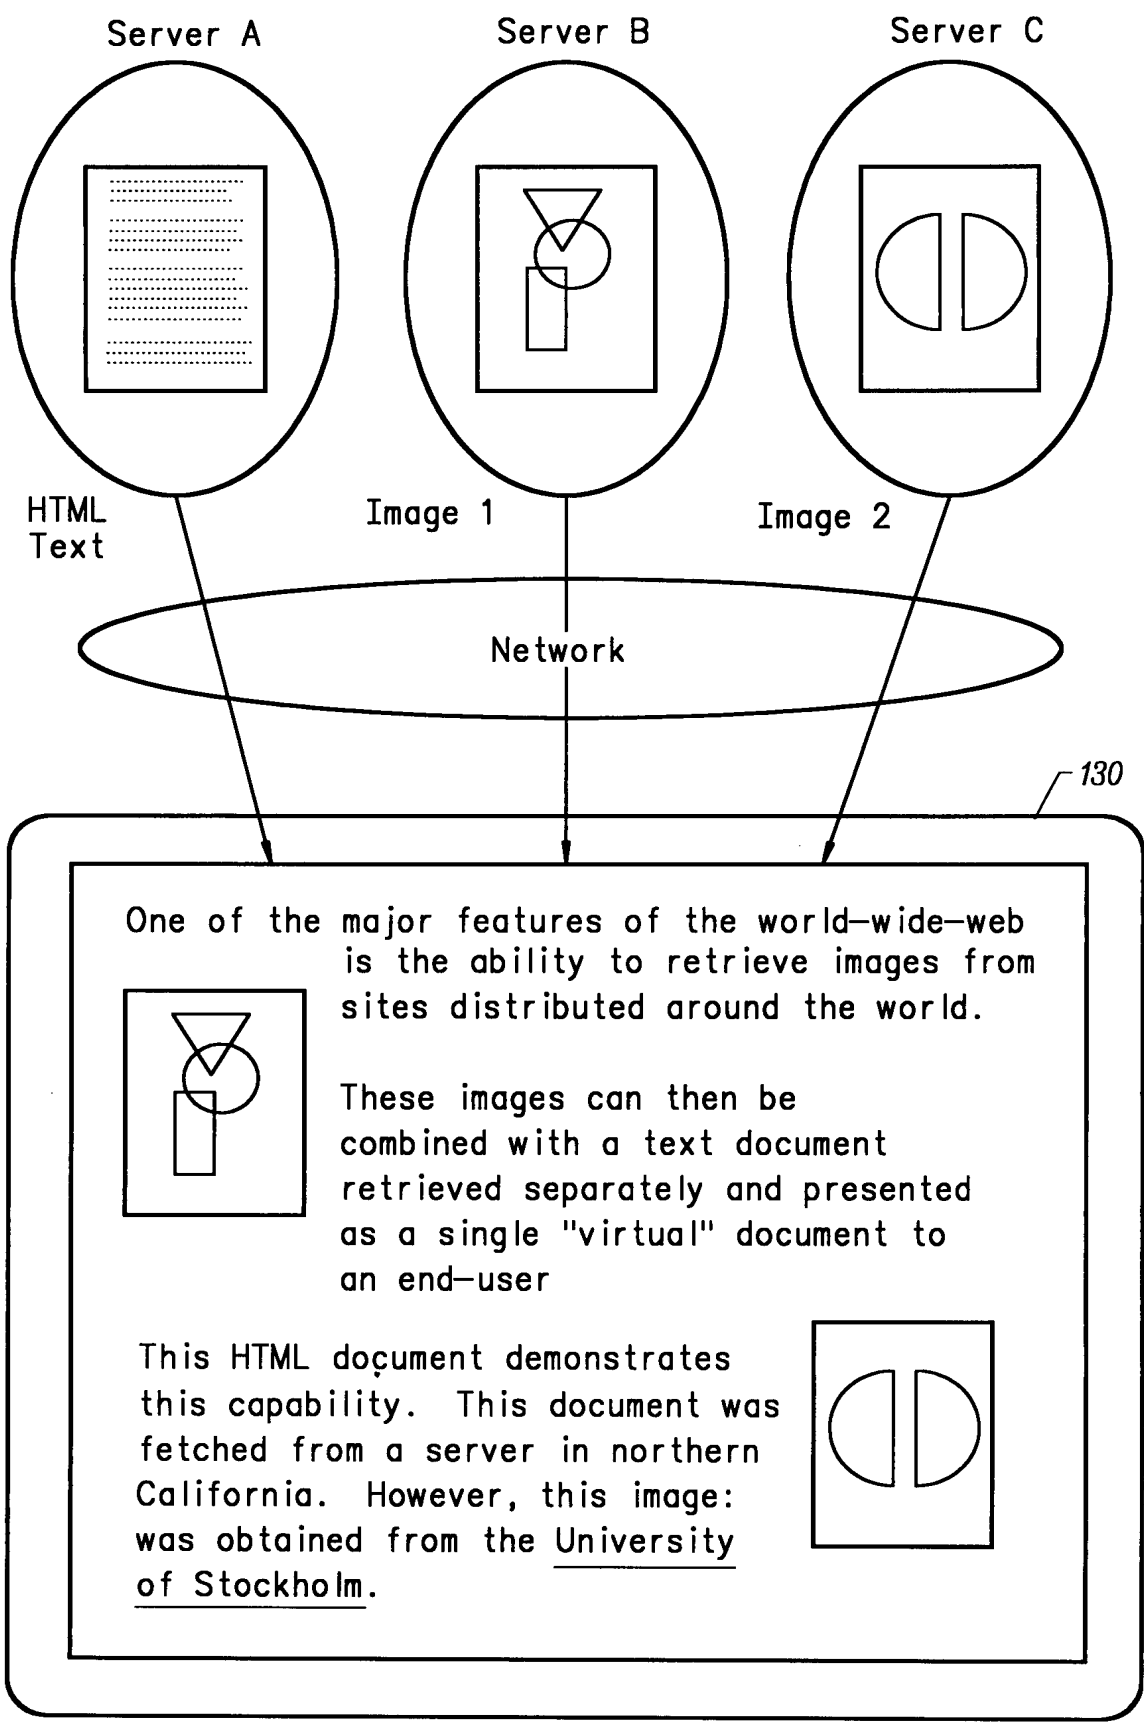 Server A
Server B
Server C
HTML
Text
Image 1
Image 2
Network
130
One of the major features of the world-wide-web
is the ability to retrieve images from
sites distributed around the world.
These images can then be
combined with a text document
retrieved separately and presented
as a single "virtual" document to
an end-user
This HTML document demonstrates
this capability. This document was
fetched from a server in northern
California. However, this image:
was obtained from the University
of Stockholm.